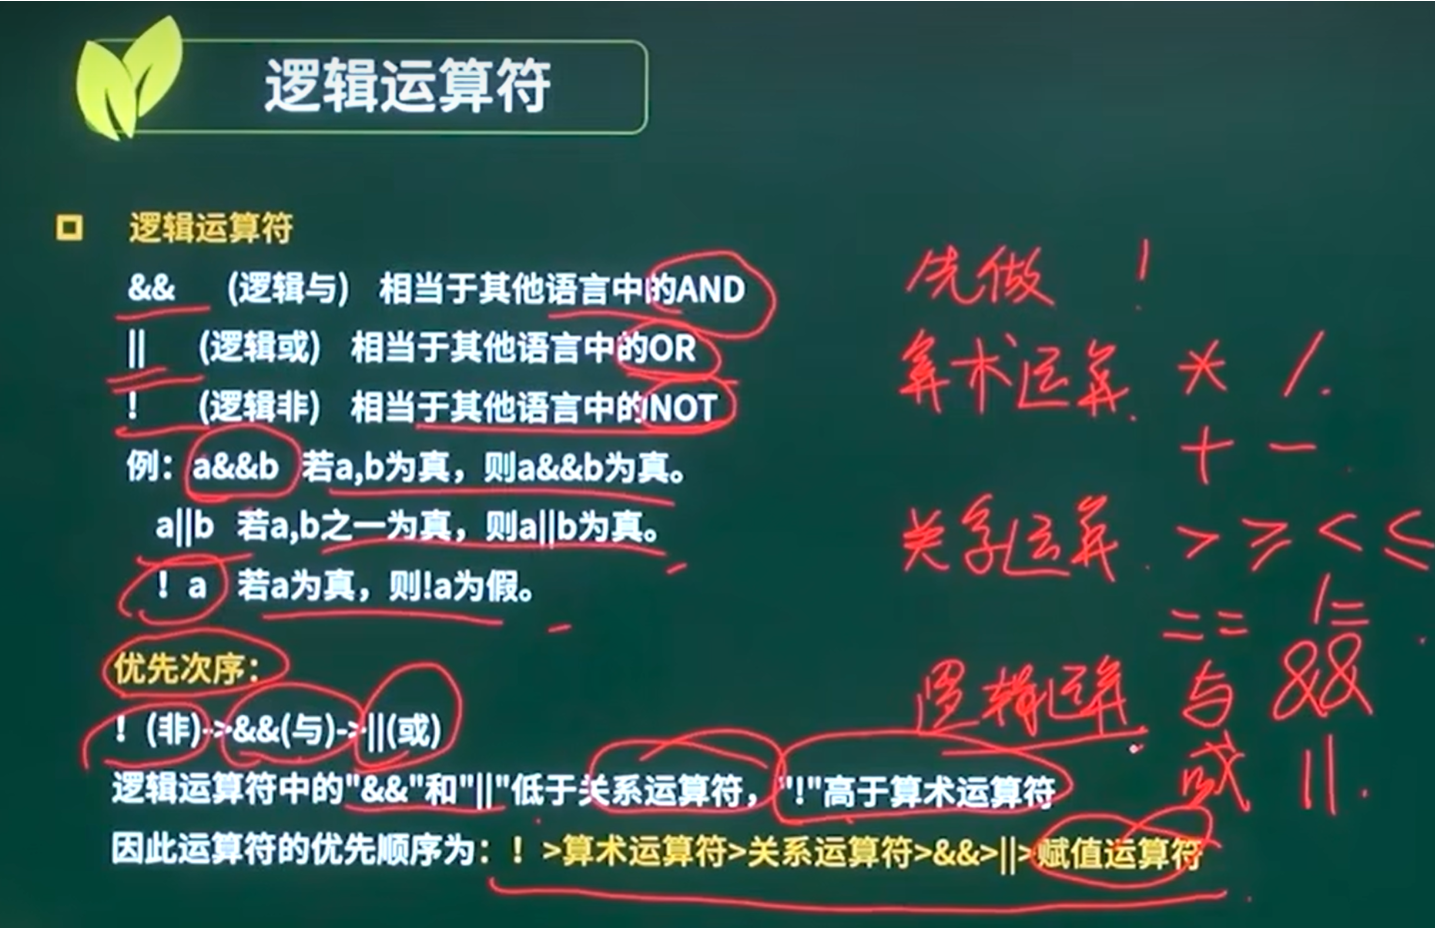 逻辑运算符
逻辑运算符
&& (逻辑与) 相当于其他语言中的AND
|| (逻辑或) 相当于其他语言中的OR
! (逻辑非) 相当于其他语言中的NOT
例：a&&b 若a,b为真，则a&&b为真。
a||b 若a,b之一为真，则a||b为真。
！a 若a为真，则!a为假。
优先次序：
！(非)->&&(与)->||(或)
逻辑运算符中的"&&"和"||"低于关系运算符，"!"高于算术运算符
因此运算符的优先顺序为：！>算术运算符>关系运算符>&&>||>赋值运算符
先做 !
算术运算 * /.
+ -
关系运算. > ≥ < ≤
== !=
逻辑运算 与 &&
或 ||.